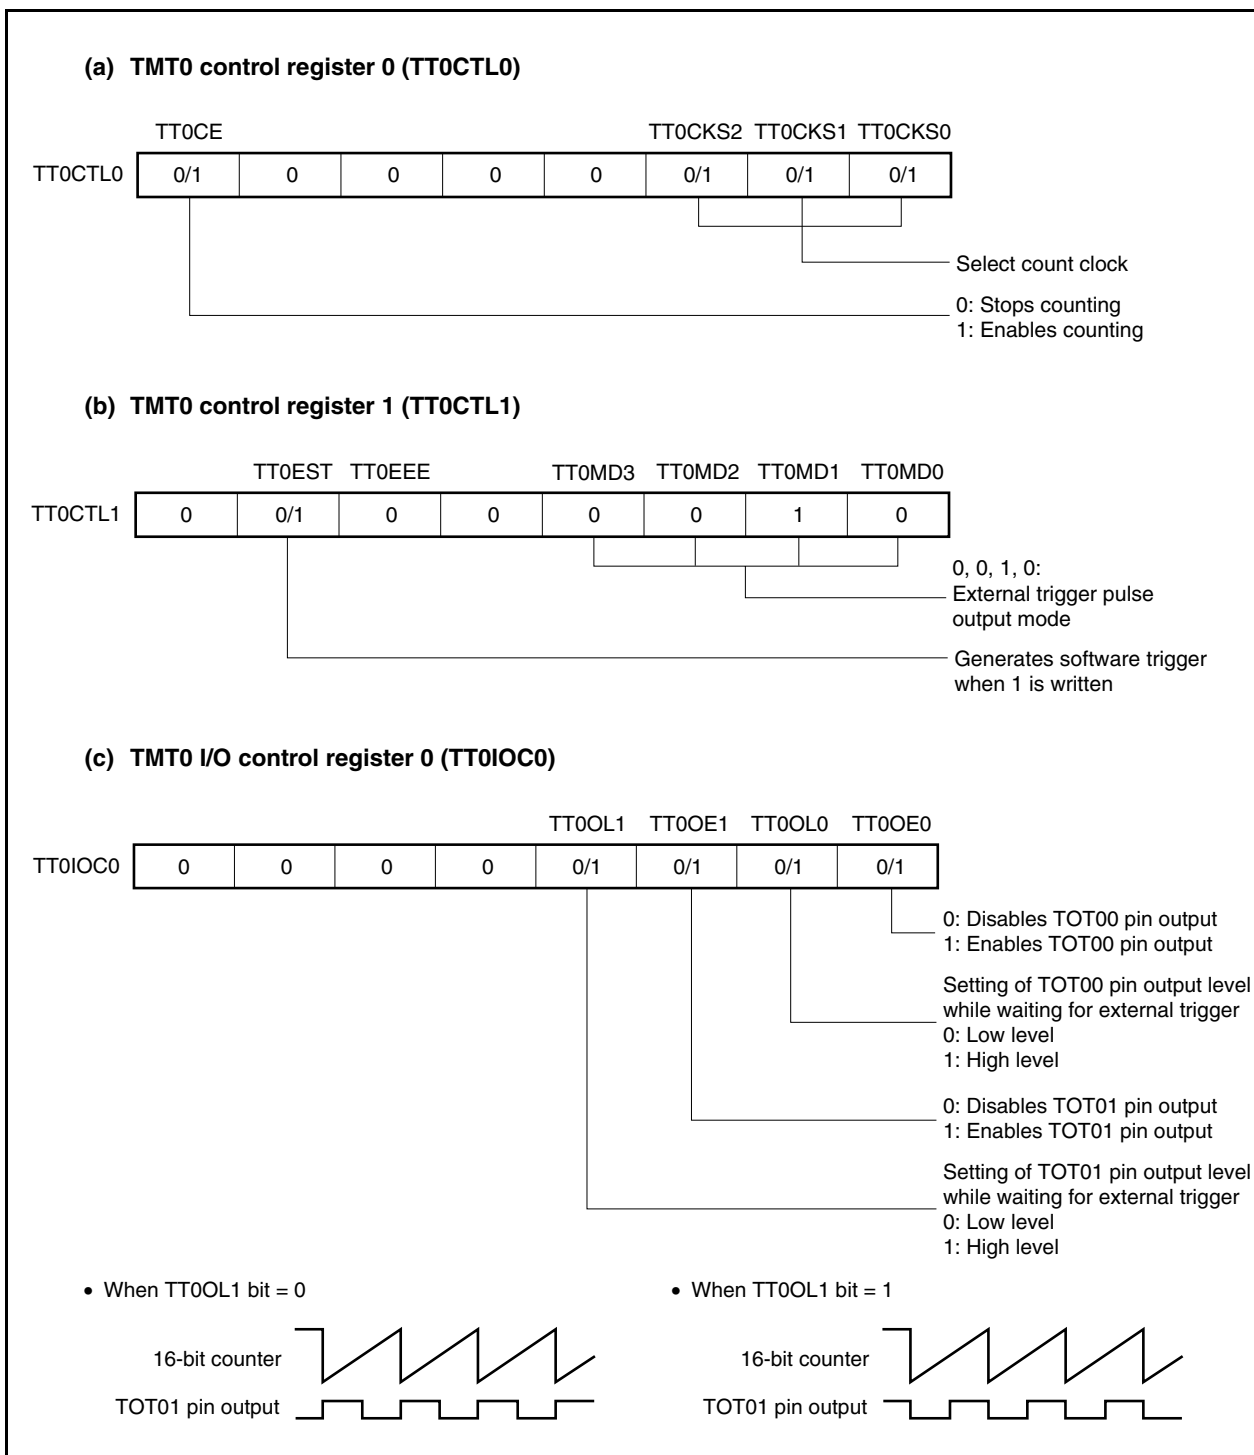 (a) TMT0 control register 0 (TT0CTL0)
TT0CE TT0CKS2 TT0CKS1 TT0CKS0
TT0CTL0 0/1 0 0 0 0 0/1 0/1 0/1
Select count clock
0: Stops counting
1: Enables counting
(b) TMT0 control register 1 (TT0CTL1)
TT0EST TT0EEE TT0MD3 TT0MD2 TT0MD1 TT0MD0
TT0CTL1 0 0/1 0 0 0 0 1 0
0, 0, 1, 0:
External trigger pulse
output mode
Generates software trigger
when 1 is written
(c) TMT0 I/O control register 0 (TT0IOC0)
TT0OL1 TT0OE1 TT0OL0 TT0OE0
TT0IOC0 0 0 0 0 0/1 0/1 0/1 0/1
0: Disables TOT00 pin output
1: Enables TOT00 pin output
Setting of TOT00 pin output level
while waiting for external trigger
0: Low level
1: High level
0: Disables TOT01 pin output
1: Enables TOT01 pin output
Setting of TOT01 pin output level
while waiting for external trigger
0: Low level
1: High level
• When TT0OL1 bit = 0
16-bit counter
TOT01 pin output
• When TT0OL1 bit = 1
16-bit counter
TOT01 pin output